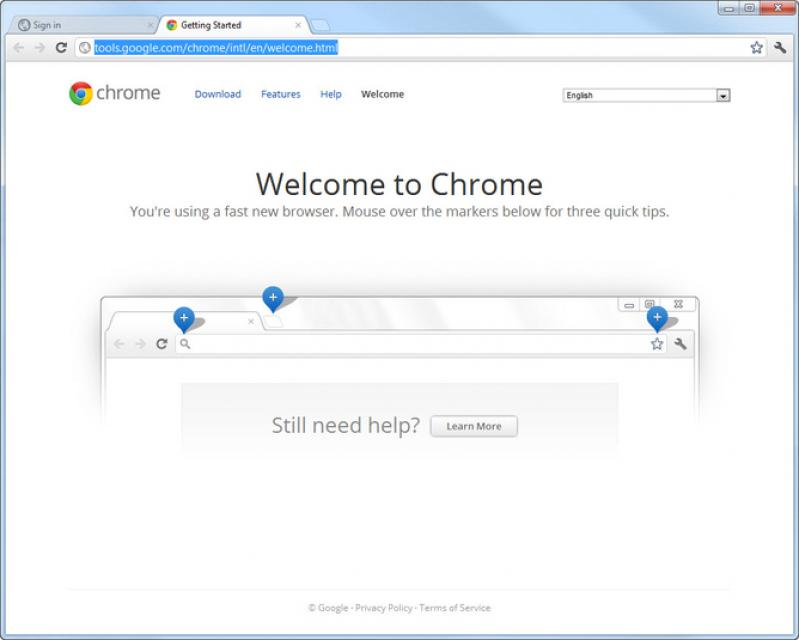 Sign in
Getting Started
tools.google.com/chrome/intl/en/welcome.html
chrome
Download Features Help Welcome
English
Welcome to Chrome
You're using a fast new browser. Mouse over the markers below for three quick tips.
Still need help? Learn More
© Google · Privacy Policy · Terms of Service